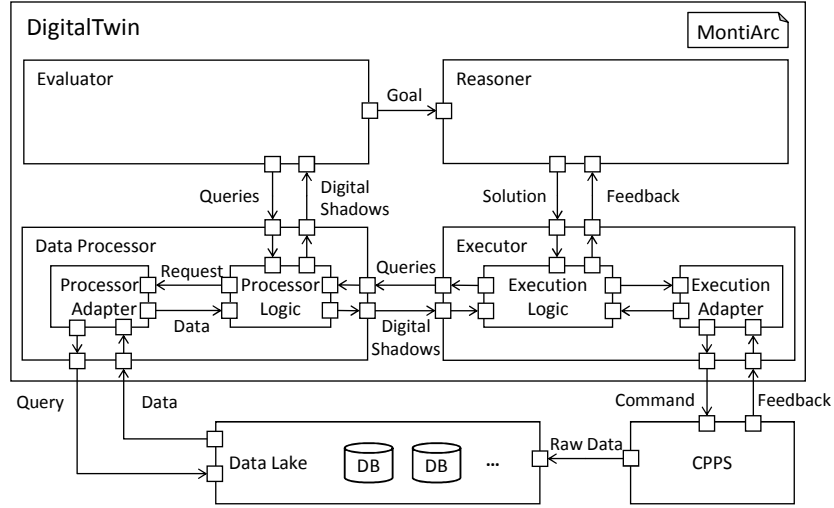 DigitalTwin
MontiArc
Evaluator
Reasoner
Goal
Queries
Digital
Shadows
Solution
Feedback
Data Processor
Executor
Processor
Adapter
Request
Data
Processor
Logic
Queries
Digital
Shadows
Execution
Logic
Execution
Adapter
Query
Data
Command
Feedback
Data Lake
DB
DB
...
Raw Data
CPPS